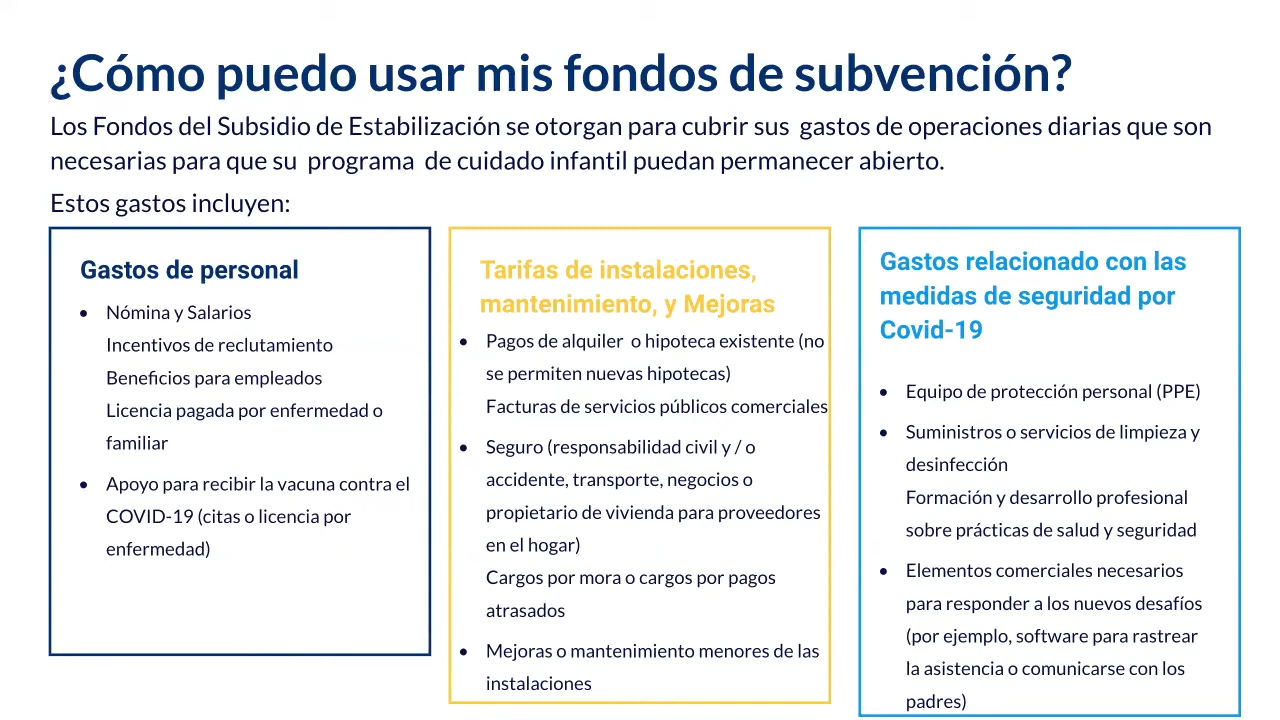 ¿Cómo puedo usar mis fondos de subvención?
Los Fondos del Subsidio de Estabilización se otorgan para cubrir sus gastos de operaciones diarias que son
necesarias para que su programa de cuidado infantil puedan permanecer abierto.
Estos gastos incluyen:
Gastos de personal
• Nómina y Salarios
Incentivos de reclutamiento
Beneficios para empleados
Licencia pagada por enfermedad o
familiar
• Apoyo para recibir la vacuna contra el
COVID-19 (citas o licencia por
enfermedad)
Tarifas de instalaciones,
mantenimiento, y Mejoras
• Pagos de alquiler o hipoteca existente (no
se permiten nuevas hipotecas)
Facturas de servicios públicos comerciales
• Seguro (responsabilidad civil y / o
accidente, transporte, negocios o
propietario de vivienda para proveedores
en el hogar)
Cargos por mora o cargos por pagos
atrasados
• Mejoras o mantenimiento menores de las
instalaciones
Gastos relacionado con las
medidas de seguridad por
Covid-19
• Equipo de protección personal (PPE)
• Suministros o servicios de limpieza y
desinfección
Formación y desarrollo profesional
sobre prácticas de salud y seguridad
• Elementos comerciales necesarios
para responder a los nuevos desafíos
(por ejemplo, software para rastrear
la asistencia o comunicarse con los
padres)